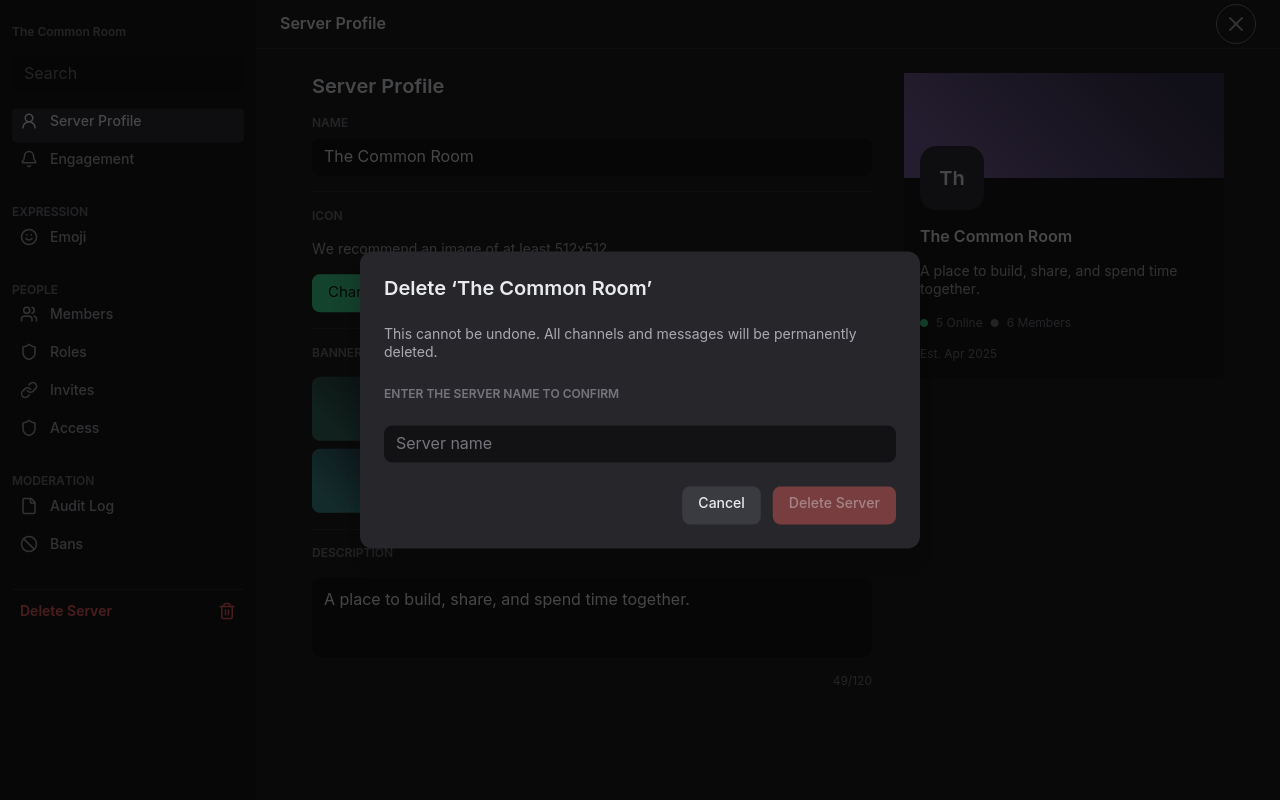 The Common Room
Search
Server Profile
Engagement
EXPRESSION
Emoji
PEOPLE
Members
Roles
Invites
Access
MODERATION
Audit Log
Bans
Delete Server
Server Profile
Server Profile
NAME
The Common Room
ICON
We recommend an image of at least 512x512
BANNER
DESCRIPTION
A place to build, share, and spend time together.
49/120
Th
The Common Room
A place to build, share, and spend time
together.
5 Online
6 Members
Est. Apr 2025
Delete ‘The Common Room’
This cannot be undone. All channels and messages will be permanently
deleted.
ENTER THE SERVER NAME TO CONFIRM
Server name
Cancel
Delete Server